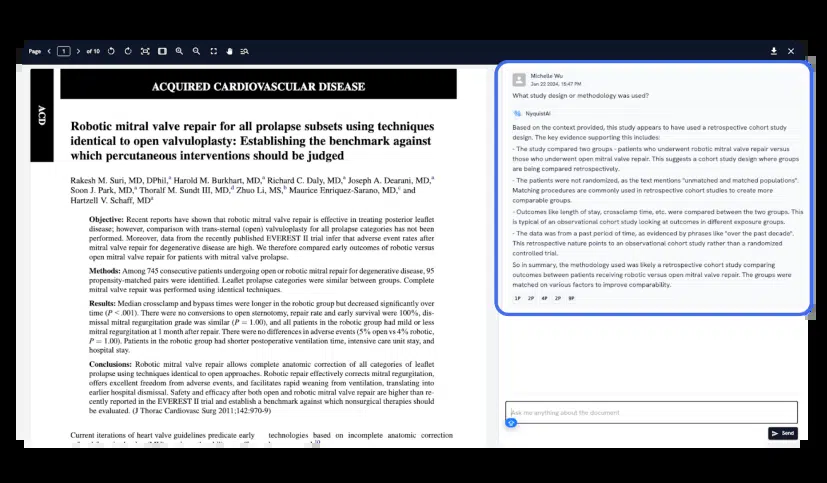 Page 1 of 10
ACD
ACQUIRED CARDIOVASCULAR DISEASE
Robotic mitral valve repair for all prolapse subsets using techniques
identical to open valvuloplasty: Establishing the benchmark against
which percutaneous interventions should be judged
Rakesh M. Suri, MD, DPhil,a Harold M. Burkhart, MD,a Richard C. Daly, MD,a Joseph A. Dearani, MD,a
Soon J. Park, MD,a Thoralf M. Sundt III, MD,d Zhuo Li, MS,b Maurice Enriquez-Sarano, MD,c and
Hartzell V. Schaff, MDa
Objective: Recent reports have shown that robotic mitral valve repair is effective in treating posterior leaflet
disease; however, comparison with trans-sternal (open) valvuloplasty for all prolapse categories has not been
performed. Moreover, data from the recently published EVEREST II trial infer that adverse event rates after
mitral valve repair for degenerative disease are high. We therefore compared early outcomes of robotic versus
open mitral valve repair for patients with mitral valve prolapse.
Methods: Among 745 consecutive patients undergoing open or robotic mitral repair for degenerative disease, 95
propensity-matched pairs were identified. Leaflet prolapse categories were similar between groups. Complete
mitral valve repair was performed using identical techniques.
Results: Median crossclamp and bypass times were longer in the robotic group but decreased significantly over
time (P < .001). There were no conversions to open sternotomy, repair rate and early survival were 100%, dis-
missal mitral regurgitation grade was similar (P = 1.00), and all patients in the robotic group had mild or less
mitral regurgitation at 1 month after repair. There were no differences in adverse events (5% open vs 4% robotic,
P = 1.00). Patients in the robotic group had shorter postoperative ventilation time, intensive care unit stay, and
hospital stay.
Conclusions: Robotic mitral valve repair allows complete anatomic correction of all categories of leaflet
prolapse using techniques identical to open approaches. Robotic repair effectively corrects mitral regurgitation,
offers excellent freedom from adverse events, and facilitates rapid weaning from ventilation, translating into
earlier hospital dismissal. Safety and efficacy after both open and robotic mitral valve repair are higher than re-
cently reported in the EVEREST II trial and establish a benchmark against which nonsurgical therapies should
be evaluated. (J Thorac Cardiovasc Surg 2011;142:970-9)
Current iterations of heart valve guidelines predicate early
technologies based on incomplete anatomic correction
Michelle Wu
Jan 22 2024, 15:47 PM
What study design or methodology was used?
NyquistAI
Based on the context provided, this study appears to have used a retrospective cohort study
design. The key evidence supporting this includes:
- The study compared two groups - patients who underwent robotic mitral valve repair versus
those who underwent open mitral valve repair. This suggests a cohort study design where groups
are being compared retrospectively.
- The patients were not randomized, as the text mentions "unmatched and matched populations".
Matching procedures are commonly used in retrospective cohort studies to create more
comparable groups.
- Outcomes like length of stay, crossclamp time, etc. were compared between the two groups. This
is typical of an observational cohort study looking at outcomes in different exposure groups.
- The data was from a past period of time, as evidenced by phrases like "over the past decade".
This retrospective nature points to an observational cohort study rather than a randomized
controlled trial.
So in summary, the methodology used was likely a retrospective cohort study comparing
outcomes between patients receiving robotic versus open mitral valve repair. The groups were
matched on various factors to improve comparability.
1P 2P 4P 2P 9P
Ask me anything about the document
Send